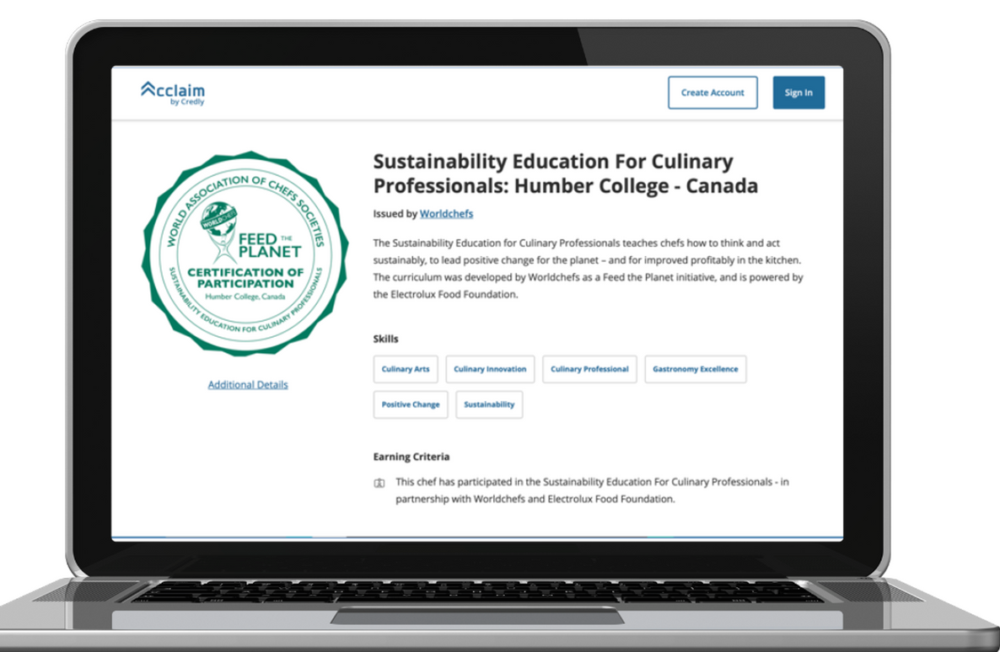 Acclaim
by Credly
Create Account
Sign In
WORLD ASSOCIATION OF CHEFS SOCIETIES
WORLDCHEFS
FEED THE
PLANET
CERTIFICATION OF
PARTICIPATION
Humber College, Canada
SUSTAINABILITY EDUCATION FOR CULINARY PROFESSIONALS
Additional Details
Sustainability Education For Culinary
Professionals: Humber College - Canada
Issued by Worldchefs
The Sustainability Education for Culinary Professionals teaches chefs how to think and act
sustainably, to lead positive change for the planet – and for improved profitably in the kitchen.
The curriculum was developed by Worldchefs as a Feed the Planet initiative, and is powered by
the Electrolux Food Foundation.
Skills
Culinary Arts
Culinary Innovation
Culinary Professional
Gastronomy Excellence
Positive Change
Sustainability
Earning Criteria
This chef has participated in the Sustainability Education For Culinary Professionals - in
partnership with Worldchefs and Electrolux Food Foundation.